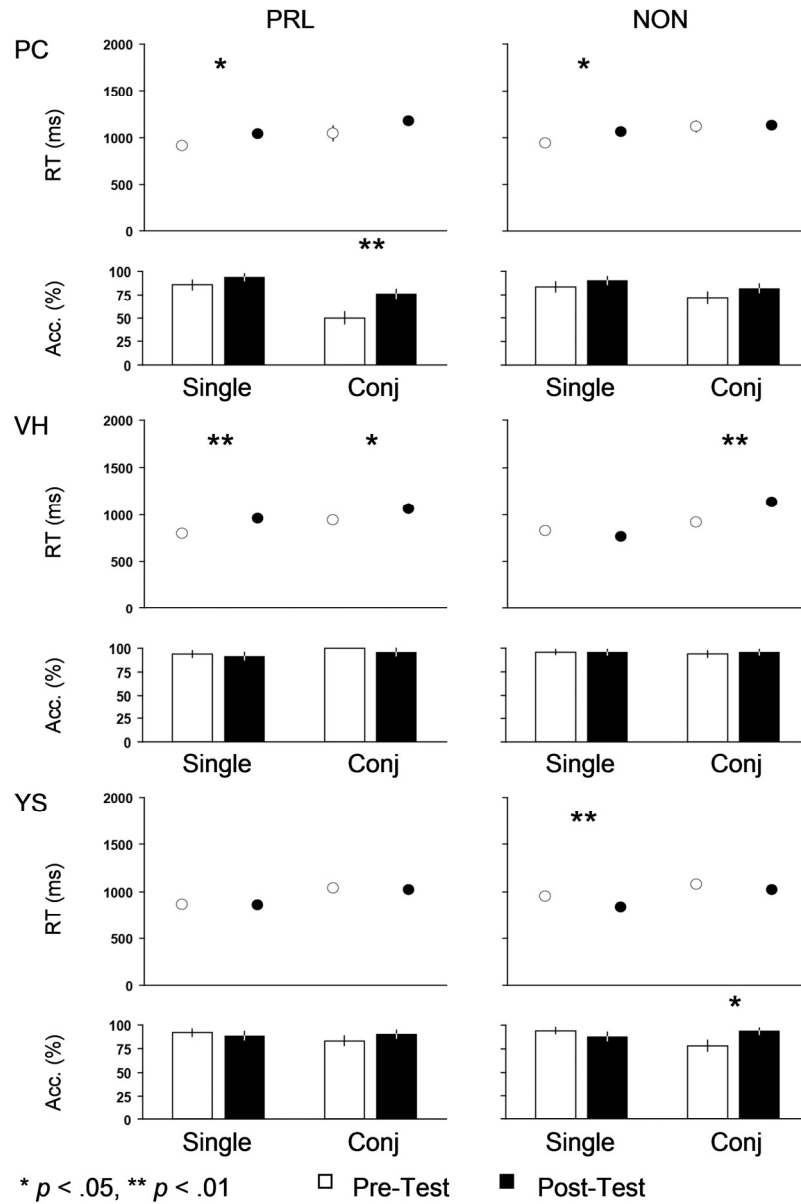 PRL NON
PC
2000
*
*
1500
RT (ms)
1000
500
0
**
100
75
Acc. (%)
50
25
0
Single Conj Single Conj
VH
2000
** * **
1500
RT (ms)
1000
500
0
100
75
Acc. (%)
50
25
0
Single Conj Single Conj
YS
2000
**
1500
RT (ms)
1000
500
0
*
100
75
Acc. (%)
50
25
0
Single Conj Single Conj
* p < .05, ** p < .01 Pre-Test Post-Test